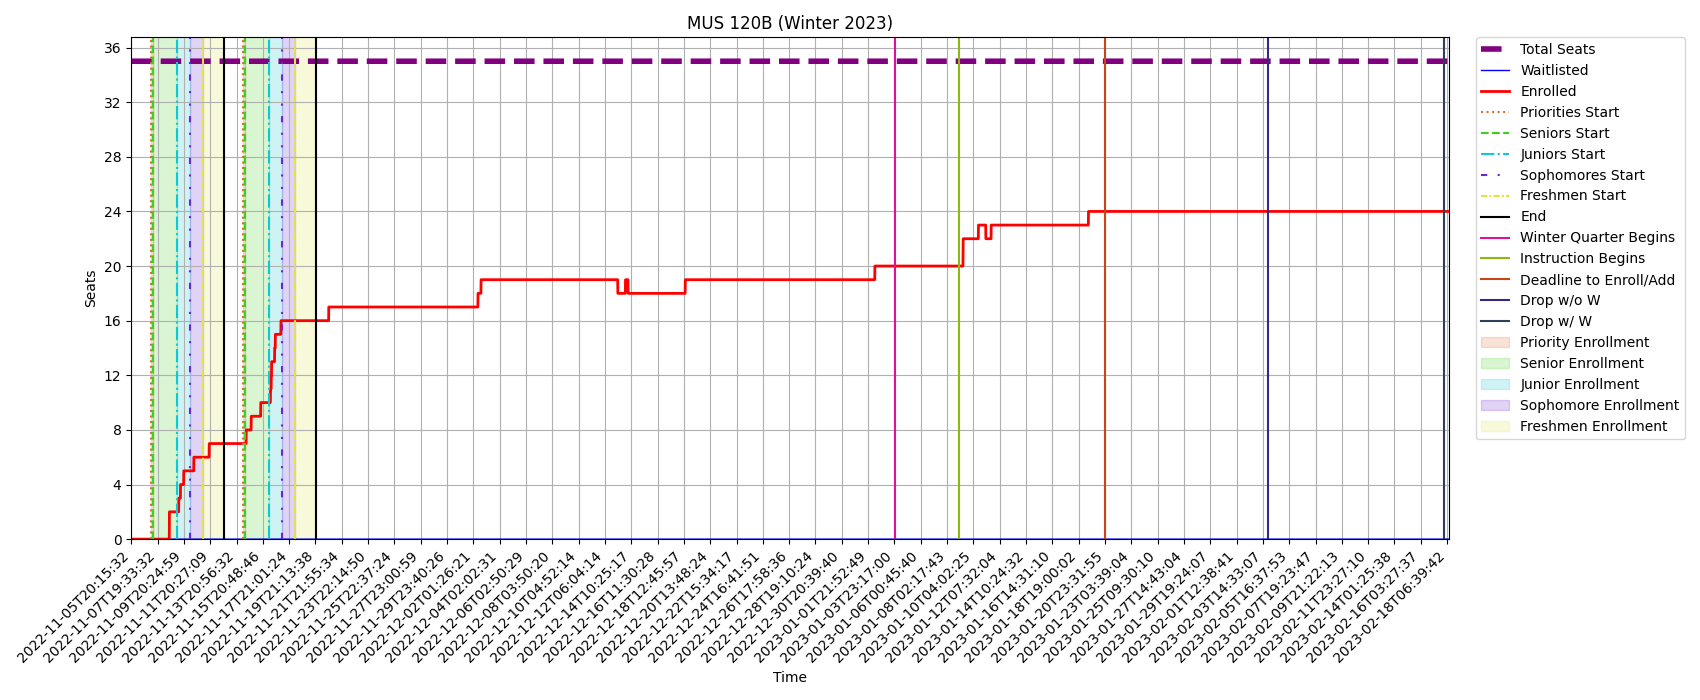 MUS 120B (Winter 2023)
Seats
36
32
28
24
20
16
12
8
4
0
2022-11-05T20:15:32
2022-11-07T19:33:32
2022-11-09T20:24:59
2022-11-11T20:27:09
2022-11-13T20:56:32
2022-11-15T20:48:46
2022-11-17T21:01:24
2022-11-19T21:13:38
2022-11-21T21:55:34
2022-11-23T22:14:50
2022-11-25T22:37:24
2022-11-27T23:00:59
2022-11-29T23:40:26
2022-12-02T01:26:21
2022-12-04T02:02:31
2022-12-06T02:50:29
2022-12-08T03:50:20
2022-12-10T04:52:14
2022-12-12T06:04:14
2022-12-14T10:25:17
2022-12-16T11:30:28
2022-12-18T12:45:57
2022-12-20T13:48:24
2022-12-22T15:34:17
2022-12-24T16:41:51
2022-12-26T17:58:36
2022-12-28T19:10:24
2022-12-30T20:39:40
2023-01-01T21:52:49
2023-01-03T23:17:00
2023-01-06T00:45:40
2023-01-08T02:17:43
2023-01-10T04:02:25
2023-01-12T07:32:04
2023-01-14T10:24:32
2023-01-16T14:31:10
2023-01-18T19:00:02
2023-01-20T23:31:55
2023-01-23T03:39:04
2023-01-25T09:30:10
2023-01-27T14:43:04
2023-01-29T19:24:07
2023-02-01T12:38:41
2023-02-03T14:33:07
2023-02-05T16:37:53
2023-02-07T19:23:47
2023-02-09T21:22:13
2023-02-11T23:27:10
2023-02-14T01:25:38
2023-02-16T03:27:37
2023-02-18T06:39:42
Time
Total Seats
Waitlisted
Enrolled
Priorities Start
Seniors Start
Juniors Start
Sophomores Start
Freshmen Start
End
Winter Quarter Begins
Instruction Begins
Deadline to Enroll/Add
Drop w/o W
Drop w/ W
Priority Enrollment
Senior Enrollment
Junior Enrollment
Sophomore Enrollment
Freshmen Enrollment